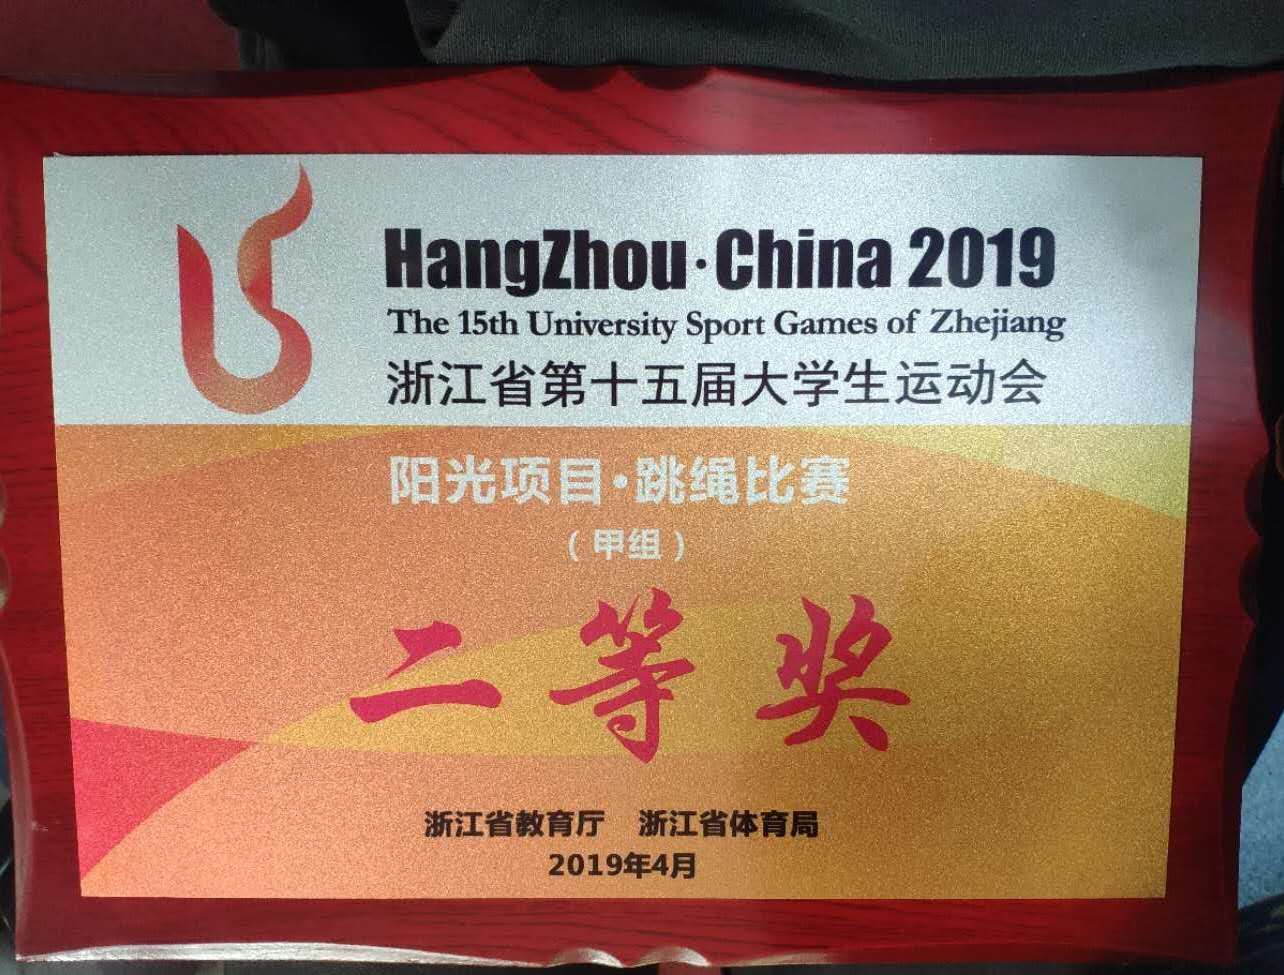 HangZhou·China 2019
The 15th University Sport Games of Zhejiang
浙江省第十五届大学生运动会
阳光项目·跳绳比赛
（甲组）
二等奖
浙江省教育厅 浙江省体育局
2019年4月